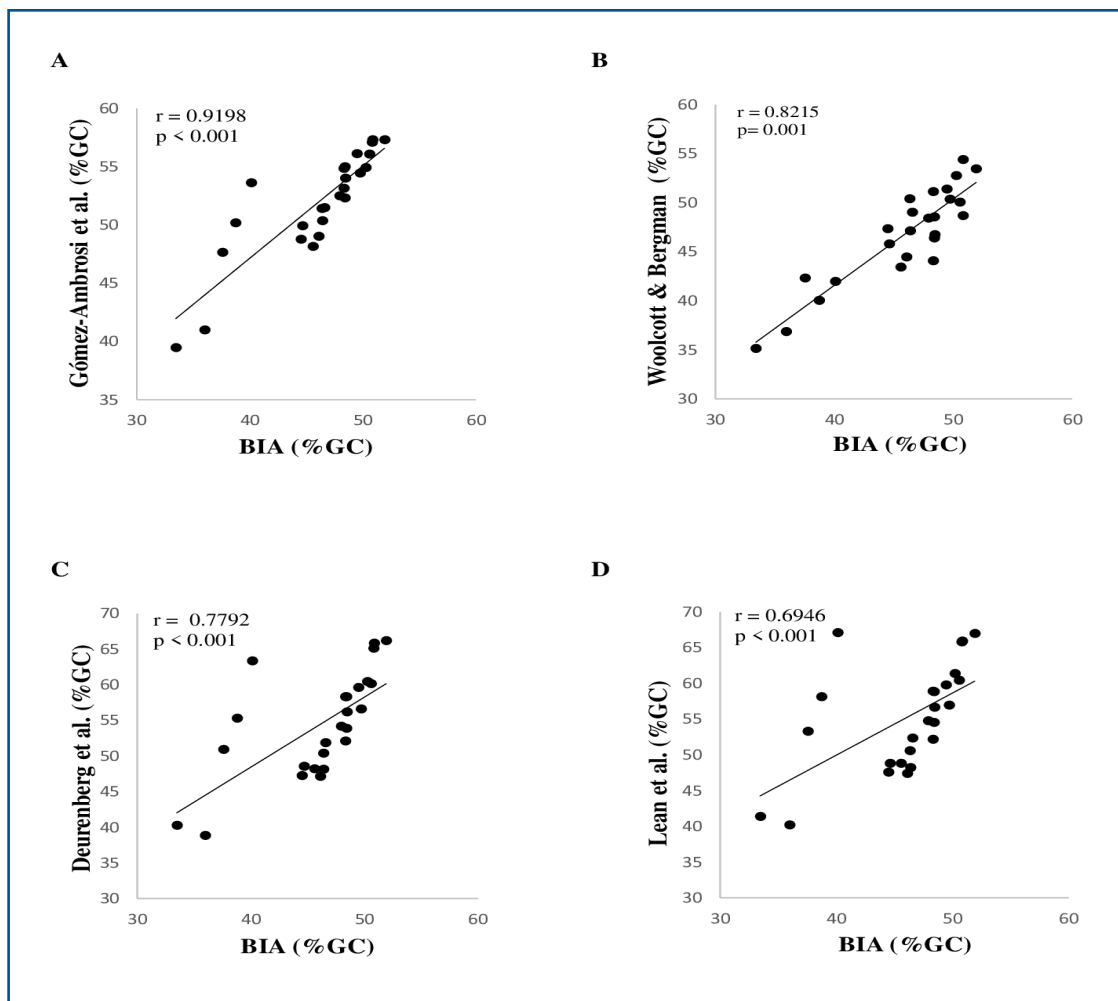 A
r = 0.9198
p < 0.001
60
55
50
45
40
35
30
40
50
60
Gómez-Ambrosi et al. (%GC)
BIA (%GC)
B
r = 0.8215
p= 0.001
60
55
50
45
40
35
30
30
40
50
60
Woolcott & Bergman (%GC)
BIA (%GC)
C
r = 0.7792
p < 0.001
70
65
60
55
50
45
40
35
30
30
40
50
60
Deurenberg et al. (%GC)
BIA (%GC)
D
r = 0.6946
p < 0.001
70
65
60
55
50
45
40
35
30
30
40
50
60
Lean et al. (%GC)
BIA (%GC)